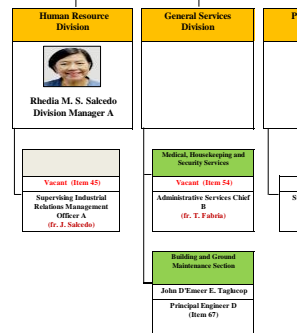 Human Resource
Division
Rhedia M. S. Salcedo
Division Manager A
Vacant (Item 45)
Supervising Industrial
Relations Management
Officer A
(fr. J. Salcedo)
General Services
Division
Medical, Housekeeping and
Security Services
Vacant (Item 54)
Administrative Services Chief
B
(fr. T. Fabria)
Building and Ground
Maintenance Section
John D'Emeer E. Taglucop
Principal Engineer D
(Item 67)
P
S